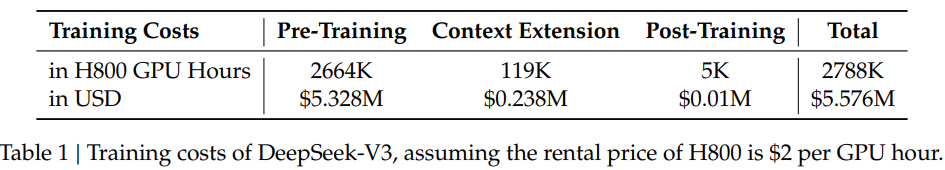 Training Costs Pre-Training Context Extension Post-Training Total
in H800 GPU Hours 2664K 119K 5K 2788K
in USD $5.328M $0.238M $0.01M $5.576M
Table 1 | Training costs of DeepSeek-V3, assuming the rental price of H800 is $2 per GPU hour.